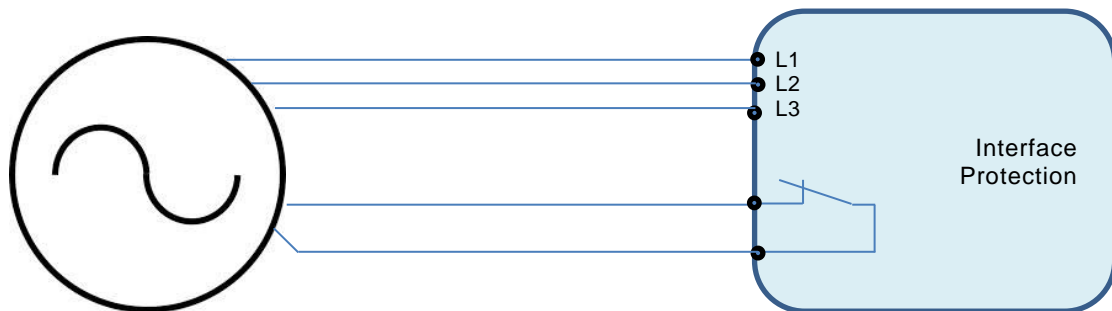 L1
L2
L3
Interface
Protection